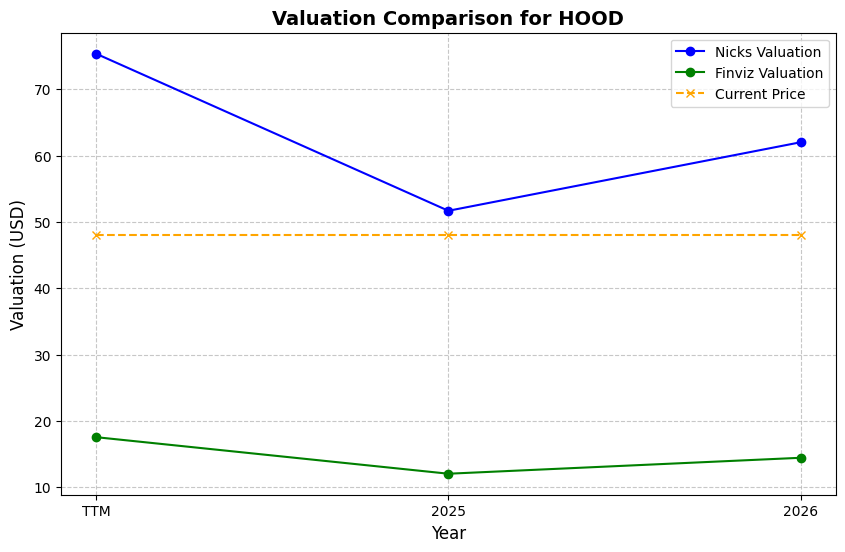 Valuation Comparison for HOOD
Nicks Valuation
Finviz Valuation
Current Price
Valuation (USD)
70
60
50
40
30
20
10
TTM
2025
2026
Year